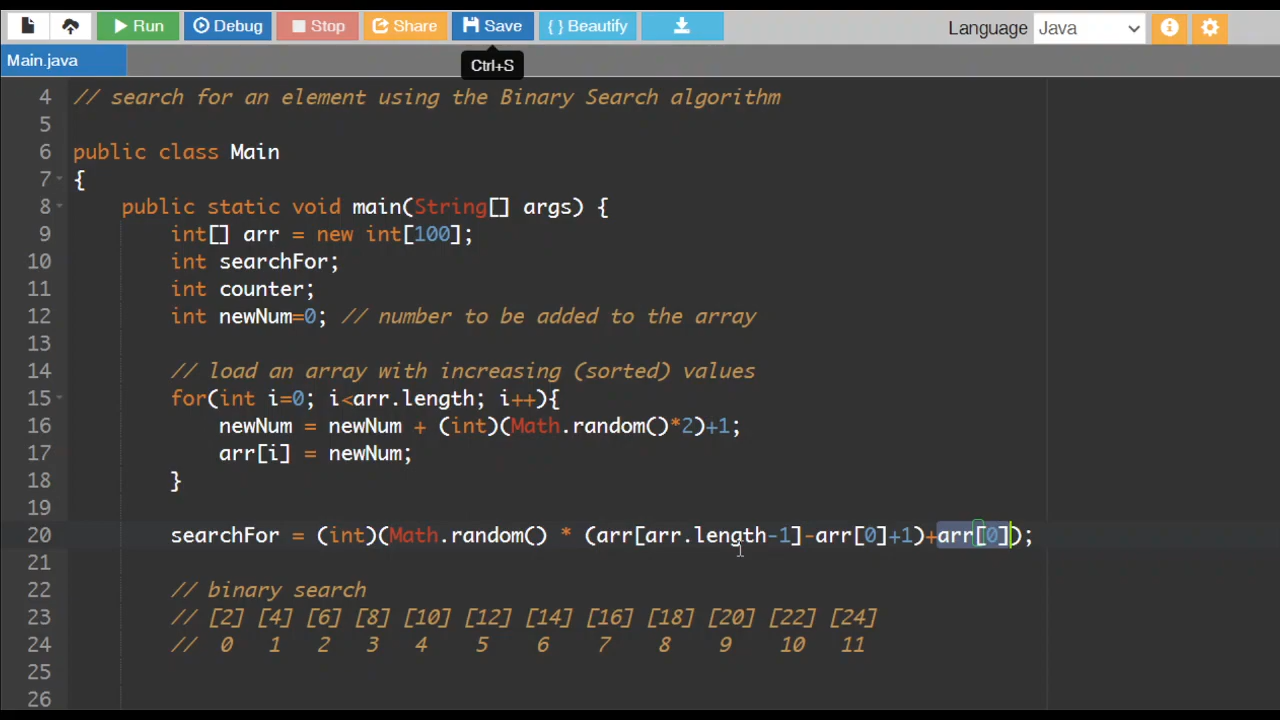 Run Debug Stop Share Save { } Beautify Language Java
Main.java
Ctrl+S
4 // search for an element using the Binary Search algorithm
5
6 public class Main
7 {
8 public static void main(String[] args) {
9 int[] arr = new int[100];
10 int searchFor;
11 int counter;
12 int newNum=0; // number to be added to the array
13
14 // load an array with increasing (sorted) values
15 for(int i=0; i<arr.length; i++){
16 newNum = newNum + (int)(Math.random()*2)+1;
17 arr[i] = newNum;
18 }
19
20 searchFor = (int)(Math.random() * (arr[arr.length-1]-arr[0]+1)+arr[0]);
21
22 // binary search
23 // [2] [4] [6] [8] [10] [12] [14] [16] [18] [20] [22] [24]
24 // 0 1 2 3 4 5 6 7 8 9 10 11
25
26